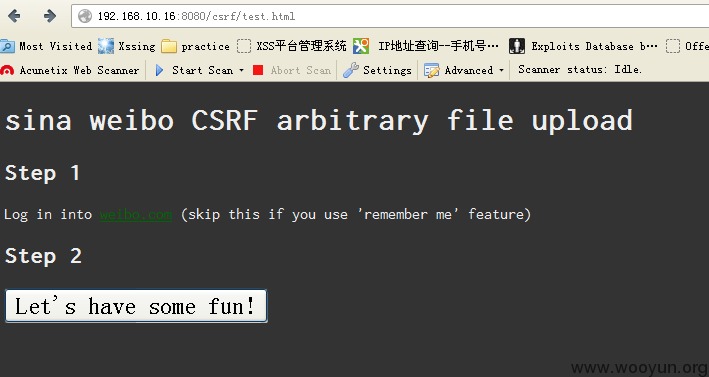 192.168.10.16:8080/csrf/test.html
Most Visited Xssing practice XSS平台管理系统 IP地址查询--手机号… Exploits Database b… Offe
Acunetix Web Scanner Start Scan Abort Scan Settings Advanced Scanner status: Idle.
sina weibo CSRF arbitrary file upload
Step 1
Log in into weibo.com (skip this if you use 'remember me' feature)
Step 2
Let's have some fun!
www.wooyun.org